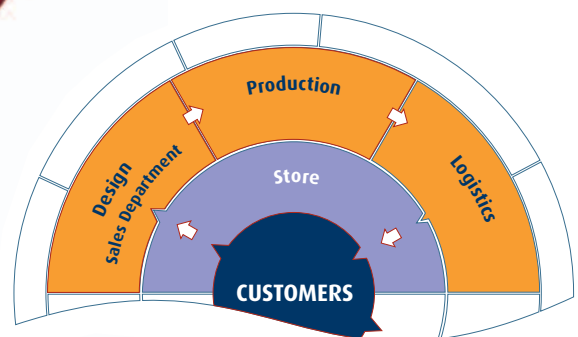 Production
Design
Sales Department
Logistics
Store
CUSTOMERS